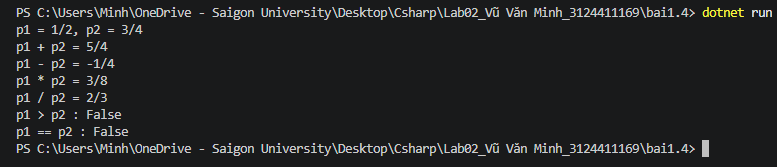 PS C:\Users\Minh\OneDrive - Saigon University\Desktop\Csharp\Lab02_Vũ Văn Minh_3124411169\bai1.4> dotnet run
p1 = 1/2, p2 = 3/4
p1 + p2 = 5/4
p1 - p2 = -1/4
p1 * p2 = 3/8
p1 / p2 = 2/3
p1 > p2 : False
p1 == p2 : False
PS C:\Users\Minh\OneDrive - Saigon University\Desktop\Csharp\Lab02_Vũ Văn Minh_3124411169\bai1.4>